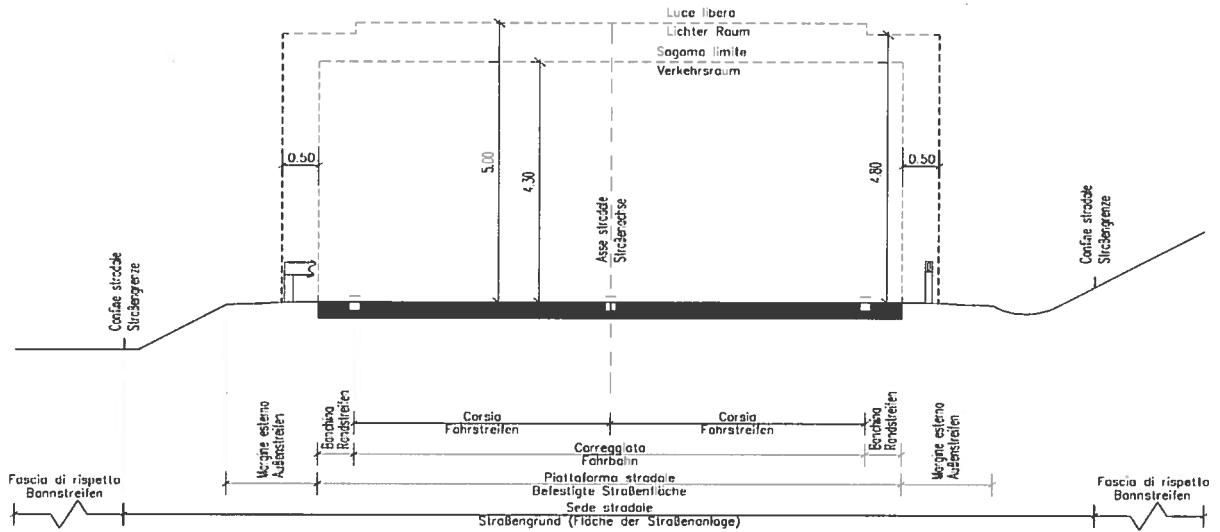 Luce libera
Lichter Raum
Sagoma limite
Verkehrsraum
0.50
5.00
4.30
4.80
0.50
Asse stradale
Straßenachse
Confine stradale
Straßengrenze
Confine stradale
Straßengrenze
Margine esterno
Außenstreifen
Banchina
Randstreifen
Corsia
Fahrstreifen
Corsia
Fahrstreifen
Banchina
Randstreifen
Margine esterno
Außenstreifen
Carreggiata
Fahrbahn
Fascia di rispetto
Bannstreifen
Piattaforma stradale
Befestigte Straßenfläche
Fascia di rispetto
Bannstreifen
Sede stradale
Straßengrund (Fläche der Straßenanlage)